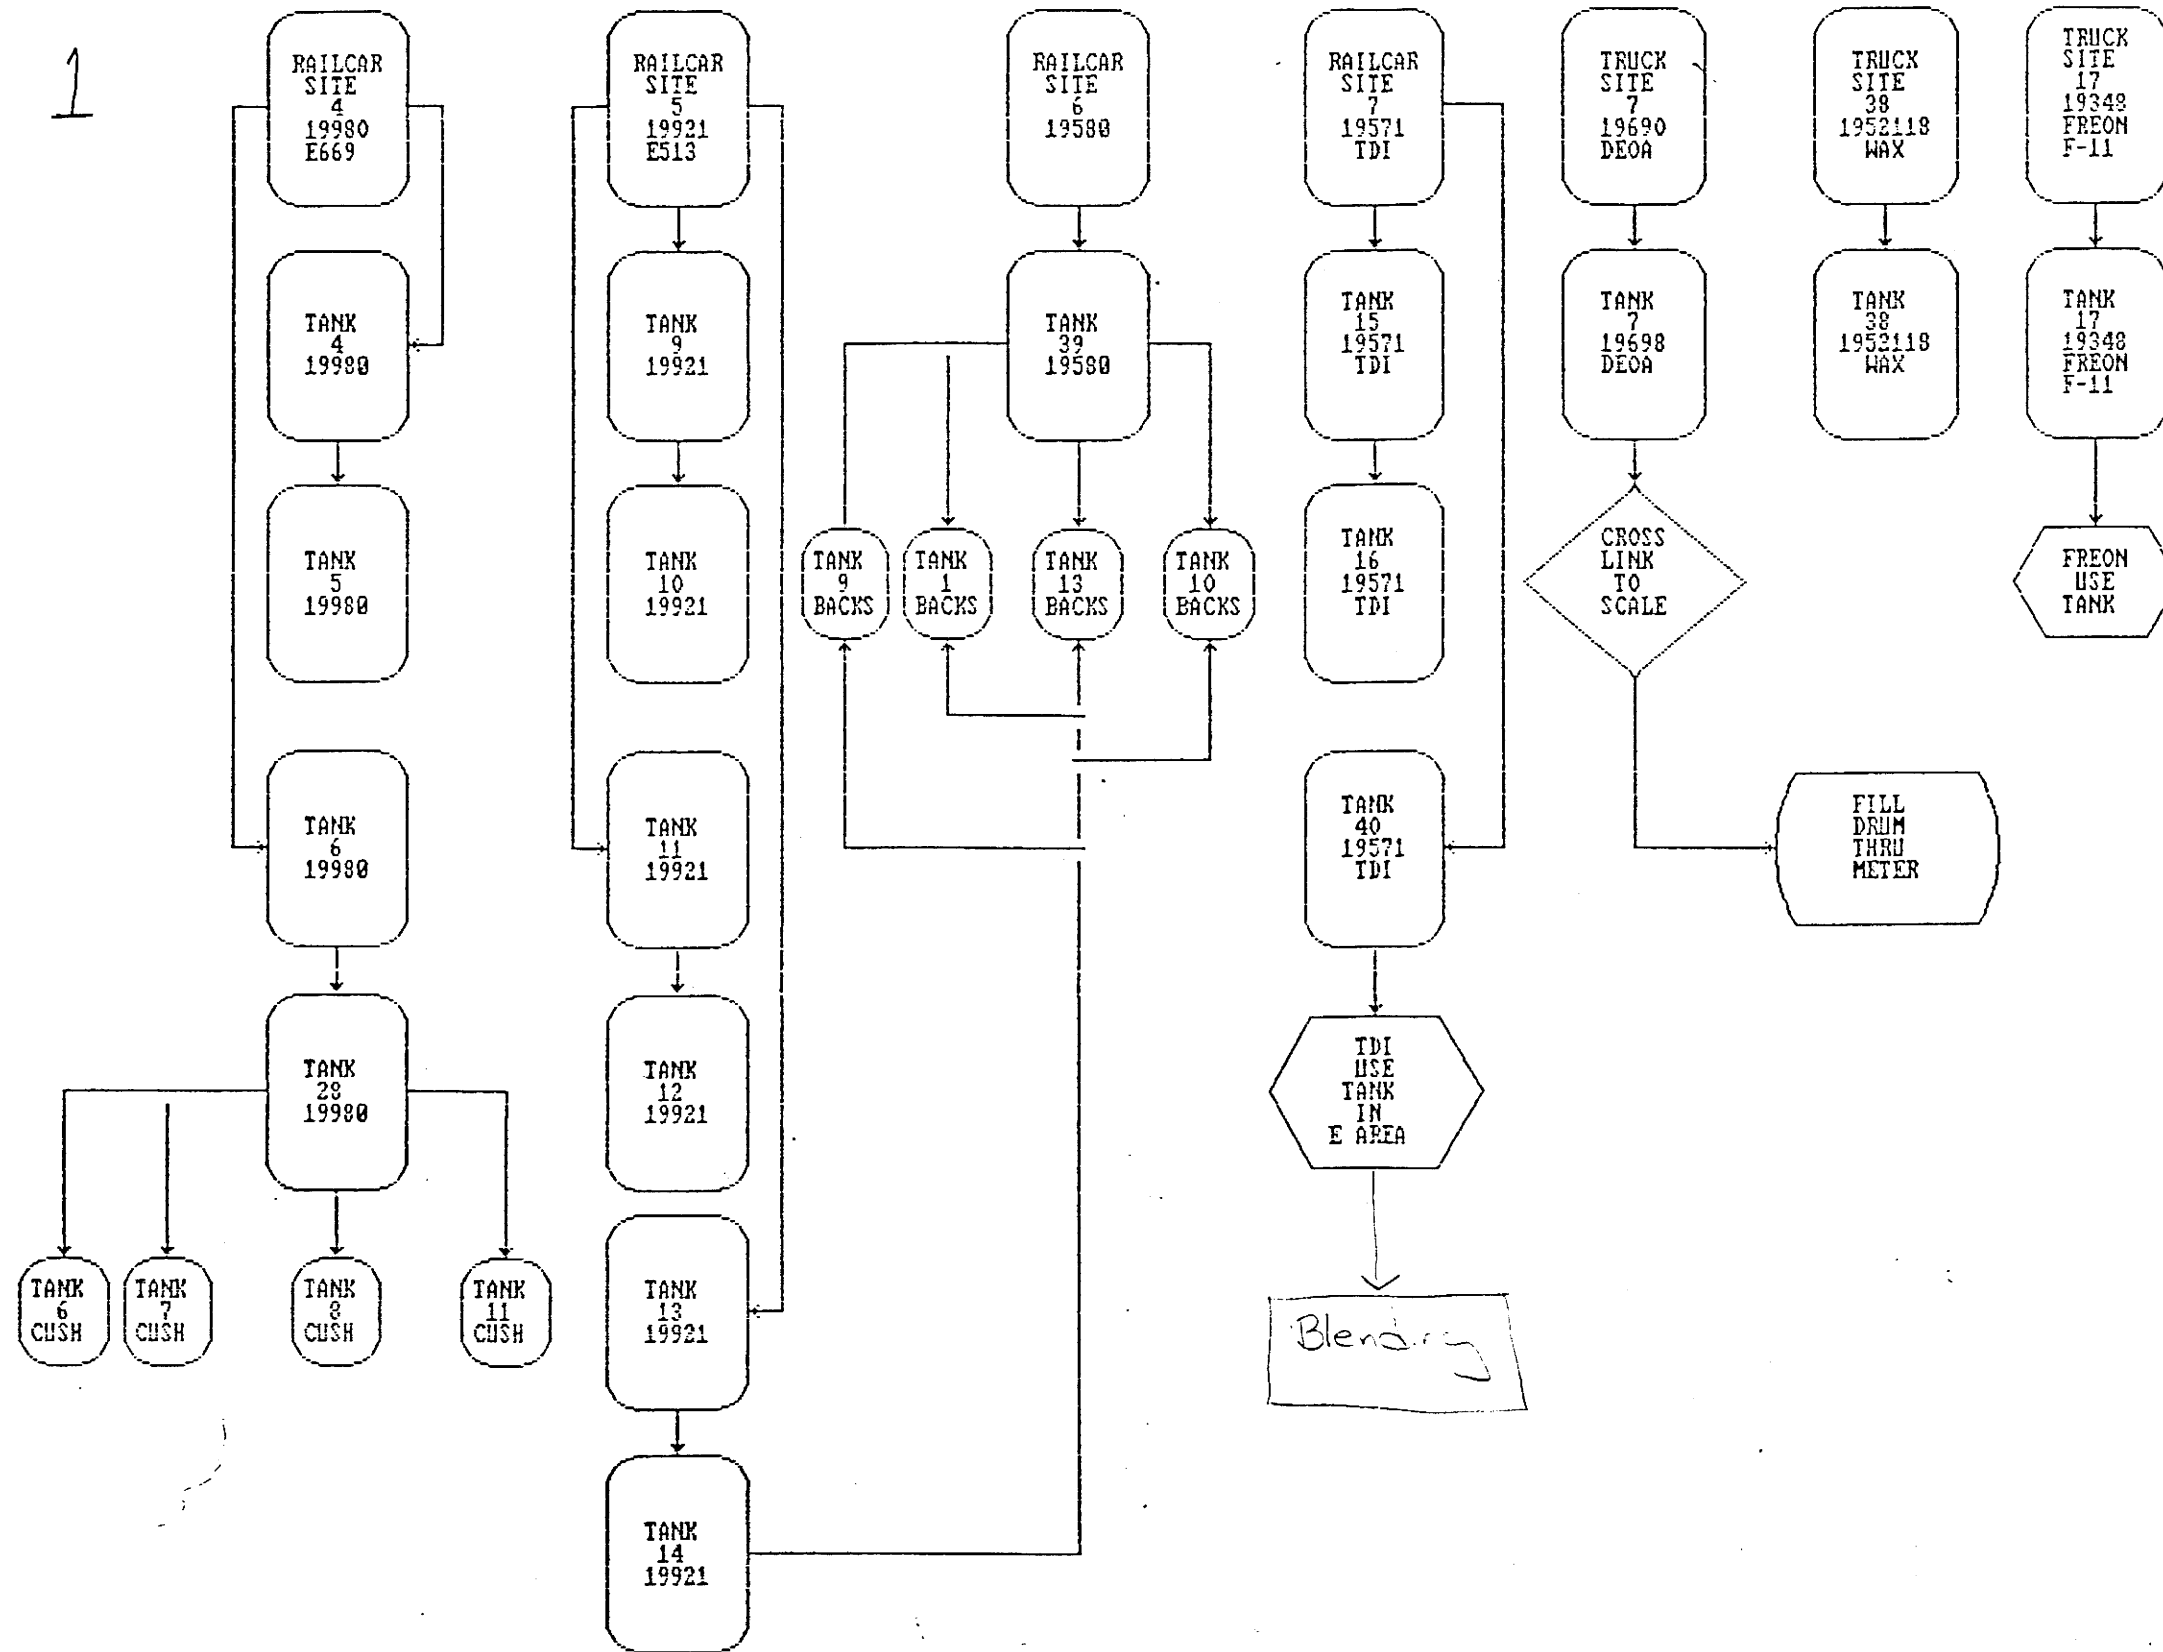 1
RAILCAR
SITE
4
19980
E669
RAILCAR
SITE
5
19921
E513
RAILCAR
SITE
6
19580
RAILCAR
SITE
7
19571
TDI
TRUCK
SITE
7
19690
DEOA
TRUCK
SITE
38
1952118
WAX
TRUCK
SITE
17
19348
FREON
F-11
TANK
4
19980
TANK
9
19921
TANK
39
19580
TANK
15
19571
TDI
TANK
7
19698
DEOA
TANK
38
1952118
WAX
TANK
17
19348
FREON
F-11
TANK
5
19980
TANK
10
19921
TANK
9
BACKS
TANK
1
BACKS
TANK
13
BACKS
TANK
10
BACKS
TANK
16
19571
TDI
CROSS
LINK
TO
SCALE
FREON
USE
TANK
TANK
6
19980
TANK
11
19921
TANK
40
19571
TDI
FILL
DRUM
THRU
METER
TANK
28
19980
TANK
12
19921
TDI
USE
TANK
IN
E AREA
TANK
6
CUSH
TANK
7
CUSH
TANK
8
CUSH
TANK
11
CUSH
TANK
13
19921
Blending
TANK
14
19921